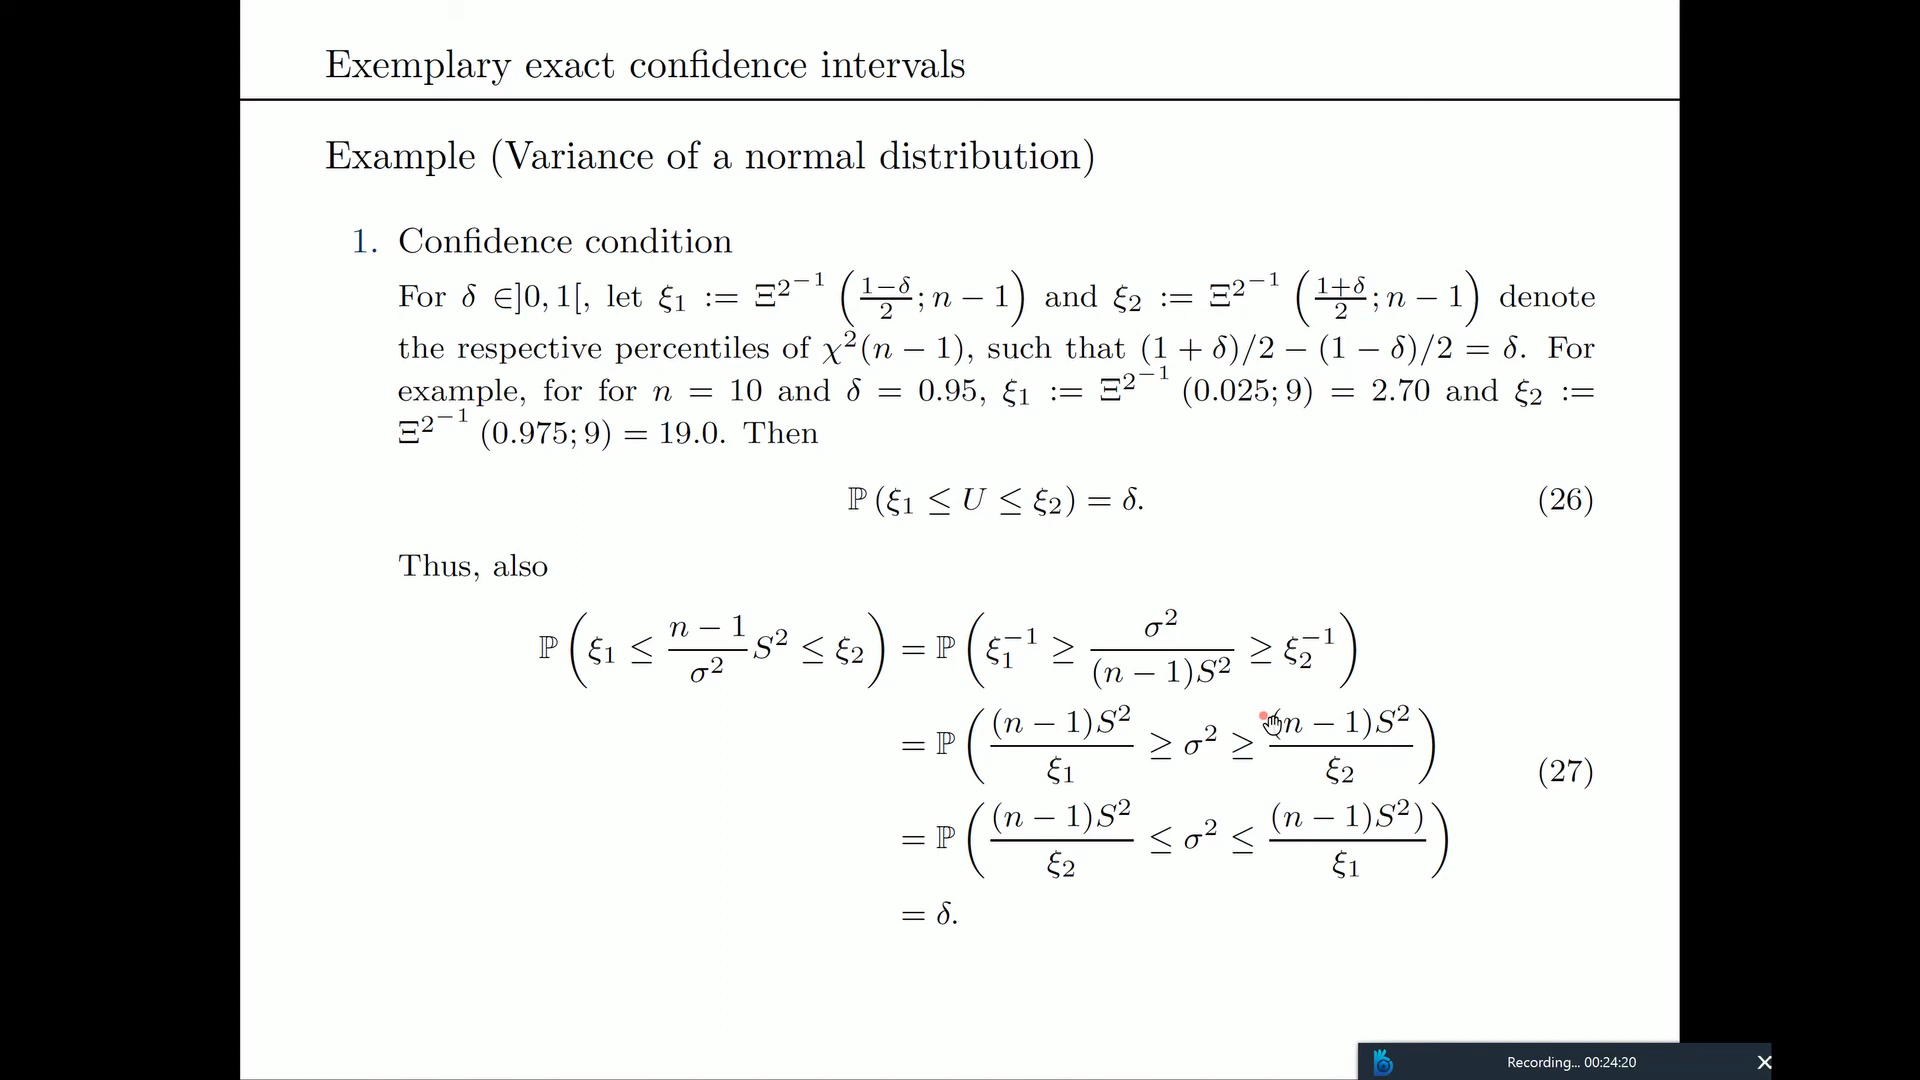 Exemplary exact confidence intervals
Example (Variance of a normal distribution)
1. Confidence condition
For δ ∈]0, 1[, let ξ₁ := Ξ²⁻¹ ((1−δ)/2; n − 1) and ξ₂ := Ξ²⁻¹ ((1+δ)/2; n − 1) denote
the respective percentiles of χ²(n − 1), such that (1 + δ)/2 − (1 − δ)/2 = δ. For
example, for for n = 10 and δ = 0.95, ξ₁ := Ξ²⁻¹ (0.025; 9) = 2.70 and ξ₂ :=
Ξ²⁻¹ (0.975; 9) = 19.0. Then
ℙ (ξ₁ ≤ U ≤ ξ₂) = δ. (26)
Thus, also
ℙ (ξ₁ ≤ (n − 1)/σ² S² ≤ ξ₂) = ℙ (ξ₁⁻¹ ≥ σ²/((n − 1)S²) ≥ ξ₂⁻¹)
= ℙ ((n − 1)S²/ξ₁ ≥ σ² ≥ (n − 1)S²/ξ₂)
(27)
= ℙ ((n − 1)S²/ξ₂ ≤ σ² ≤ (n − 1)S²)/ξ₁)
= δ.
Recording... 00:24:20